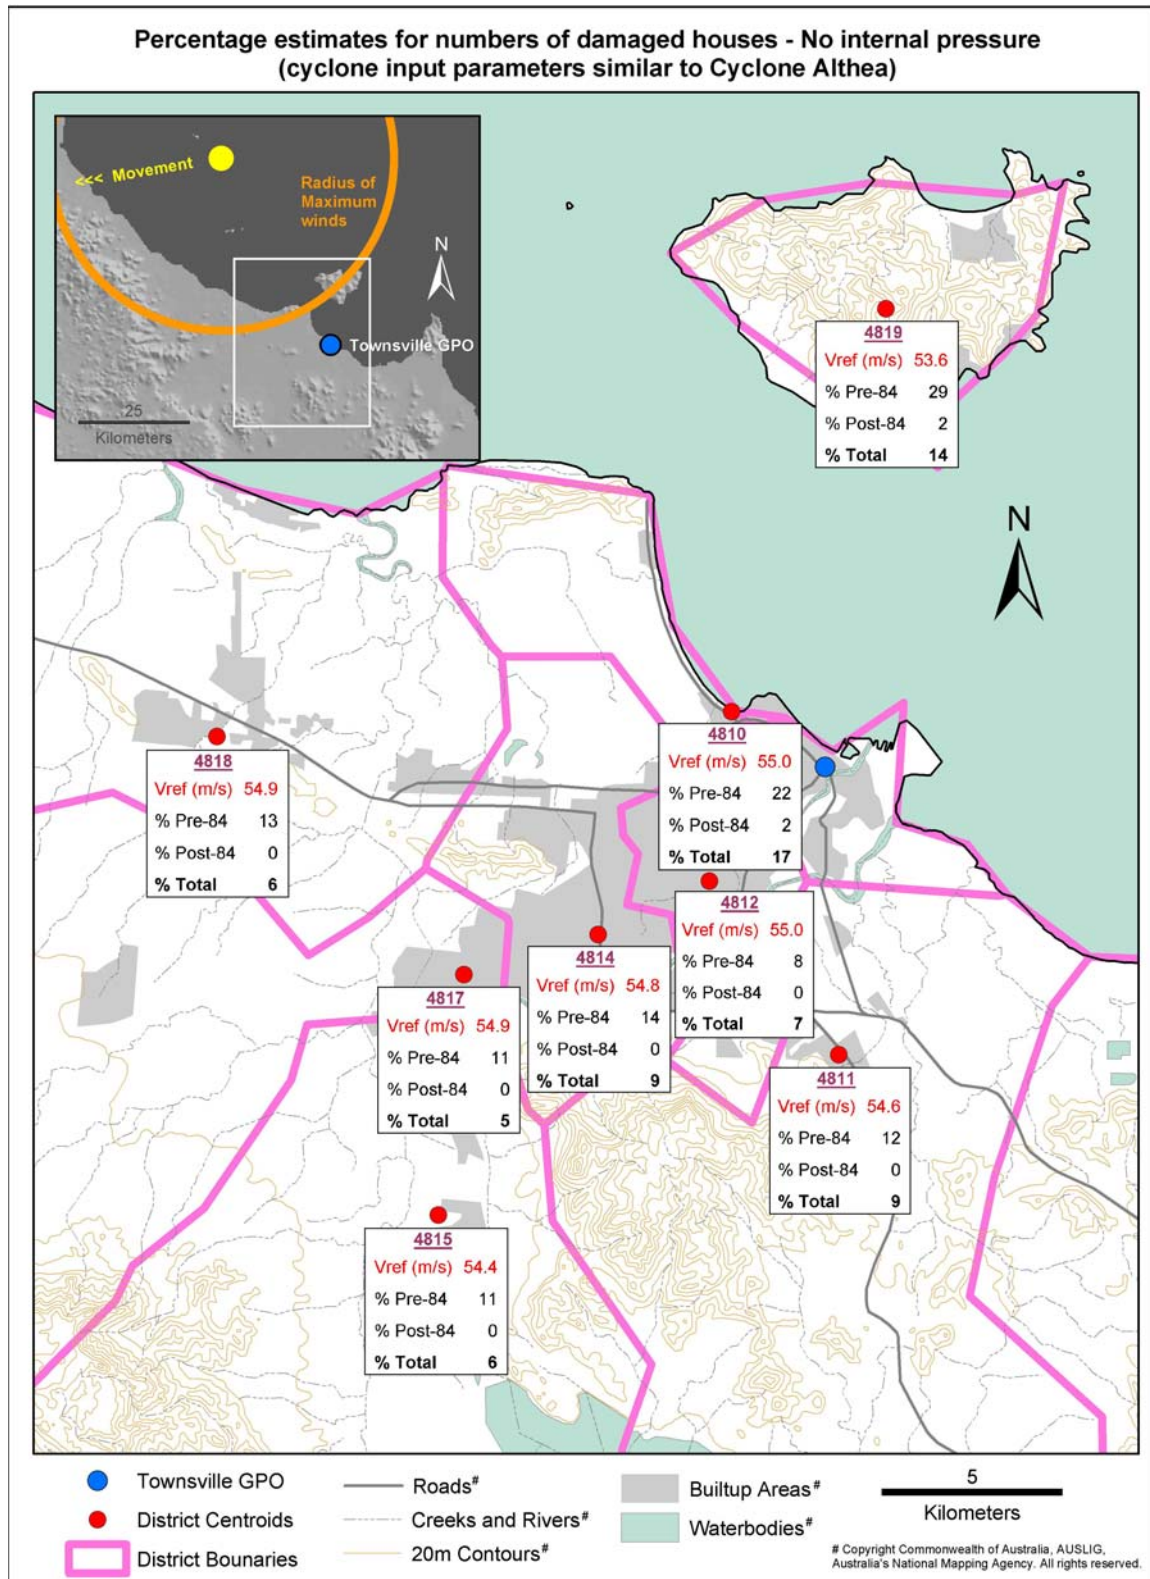 Percentage estimates for numbers of damaged houses - No internal pressure
(cyclone input parameters similar to Cyclone Althea)
<<< Movement
Radius of
Maximum
winds
N
Townsville GPO
25
Kilometers
4819
Vref (m/s) 53.6
% Pre-84 29
% Post-84 2
% Total 14
N
4810
Vref (m/s) 55.0
% Pre-84 22
% Post-84 2
% Total 17
4818
Vref (m/s) 54.9
% Pre-84 13
% Post-84 0
% Total 6
4812
Vref (m/s) 55.0
% Pre-84 8
% Post-84 0
% Total 7
4814
Vref (m/s) 54.8
% Pre-84 14
% Post-84 0
% Total 9
4817
Vref (m/s) 54.9
% Pre-84 11
% Post-84 0
% Total 5
4811
Vref (m/s) 54.6
% Pre-84 12
% Post-84 0
% Total 9
4815
Vref (m/s) 54.4
% Pre-84 11
% Post-84 0
% Total 6
Townsville GPO
District Centroids
District Bounaries
Roads#
Creeks and Rivers#
20m Contours#
Builtup Areas#
Waterbodies#
5
Kilometers
# Copyright Commonwealth of Australia, AUSLIG,
Australia's National Mapping Agency. All rights reserved.